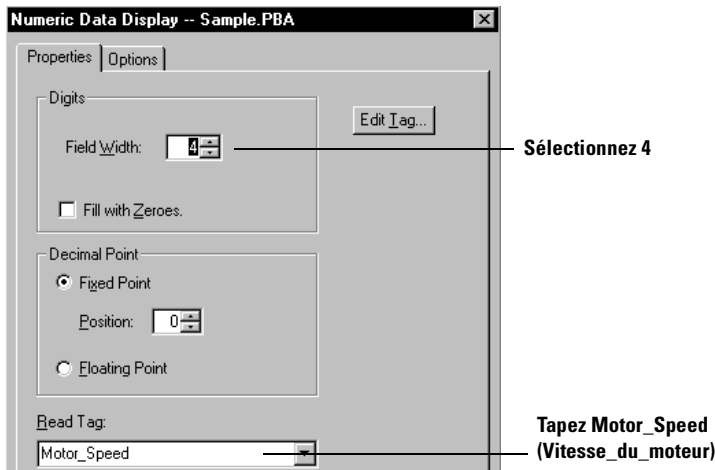 Numeric Data Display -- Sample.PBA
Properties
Options
Digits
Edit Tag...
Field Width:
4
Sélectionnez 4
Fill with Zeroes.
Decimal Point
Fixed Point
Position:
0
Floating Point
Read Tag:
Motor_Speed
Tapez Motor_Speed
(Vitesse_du_moteur)